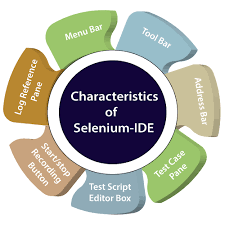 Characteristics
of
Selenium-IDE
Menu Bar
Tool Bar
Address Bar
Test Case
Pane
Test Script
Editor Box
Start/stop
Recording
Button
Log Reference
Pane